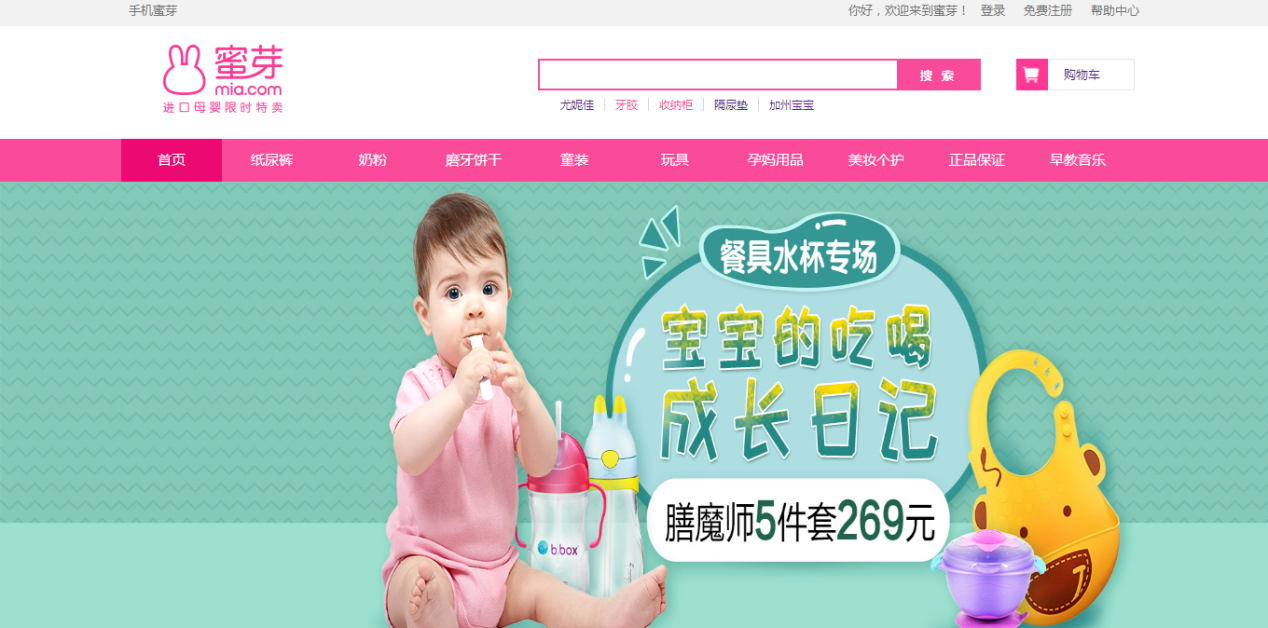 手机蜜芽
你好，欢迎来到蜜芽！ 登录 免费注册 帮助中心
蜜芽
mia.com
进口母婴限时特卖
搜 索
购物车
尤妮佳 牙胶 收纳柜 隔尿垫 加州宝宝
首页 纸尿裤 奶粉 磨牙饼干 童装 玩具 孕妈用品 美妆个护 正品保证 早教音乐
餐具水杯专场
宝宝的吃喝
成长日记
膳魔师5件套269元
b.box